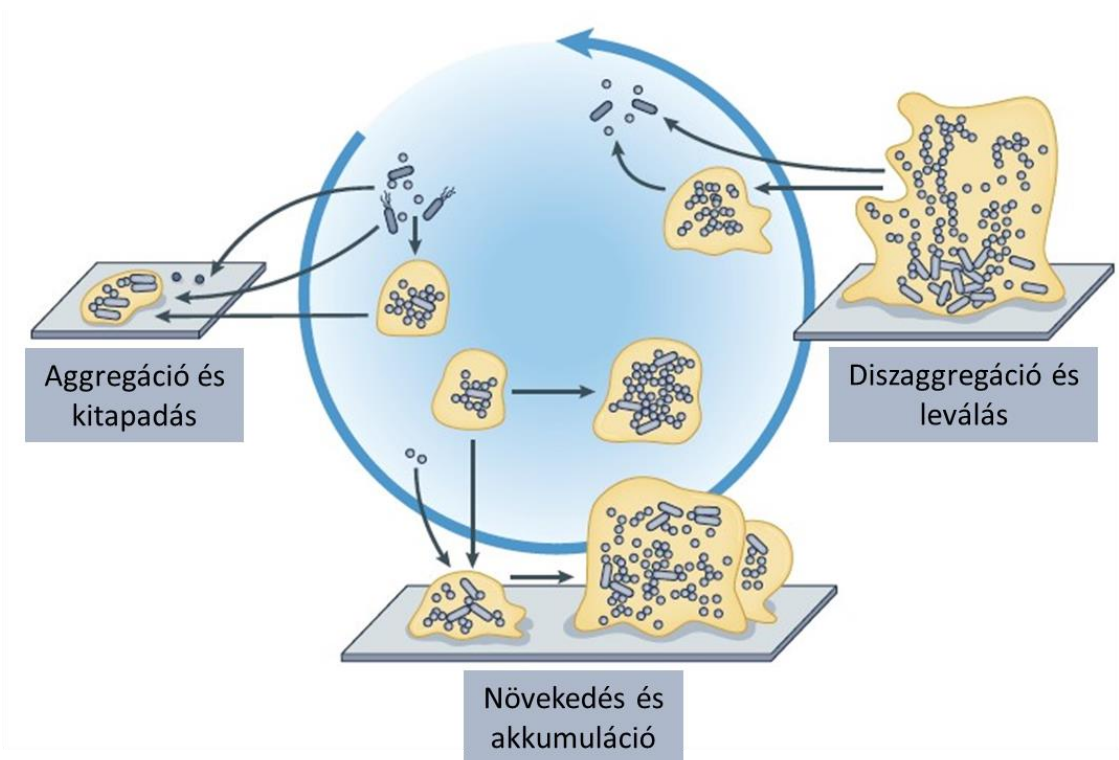 Aggregáció és
kitapadás
Diszaggregáció és
leválás
Növekedés és
akkumuláció